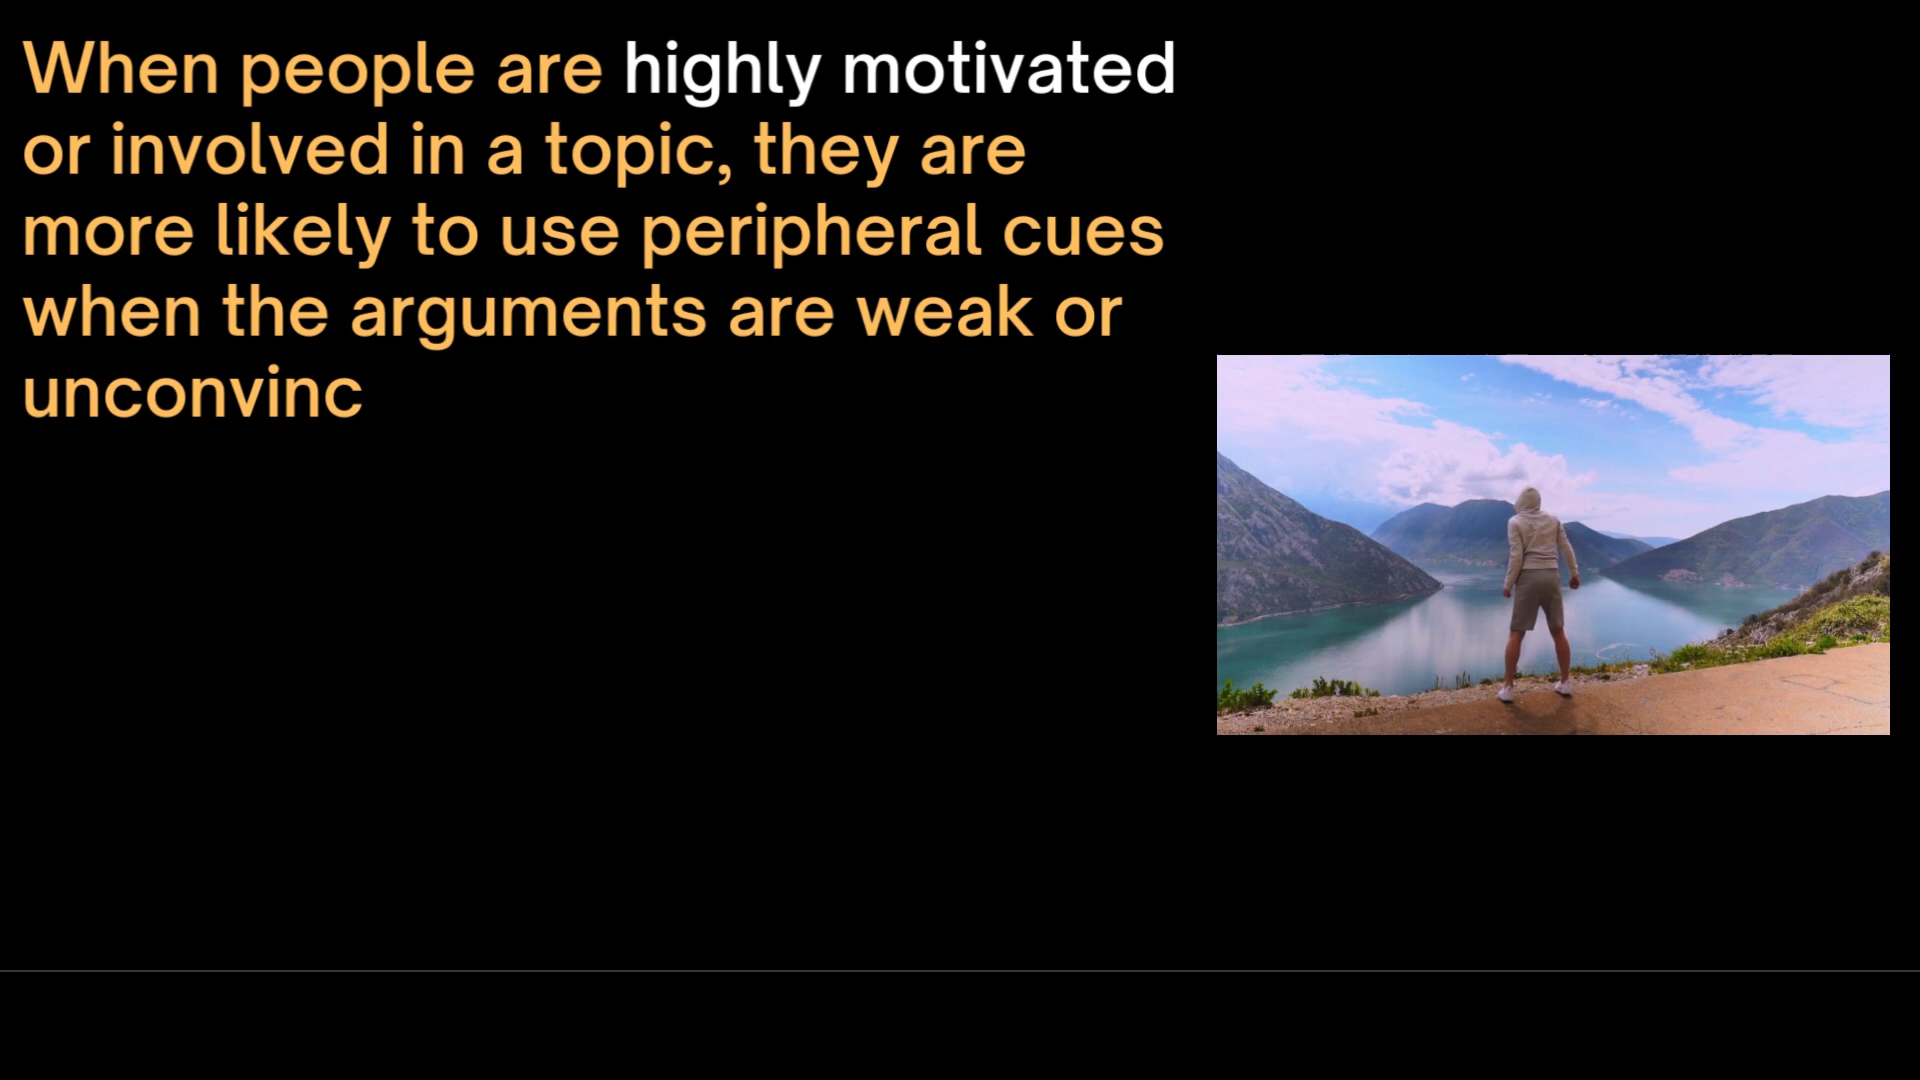 When people are highly motivated
or involved in a topic, they are
more likely to use peripheral cues
when the arguments are weak or
unconvinc